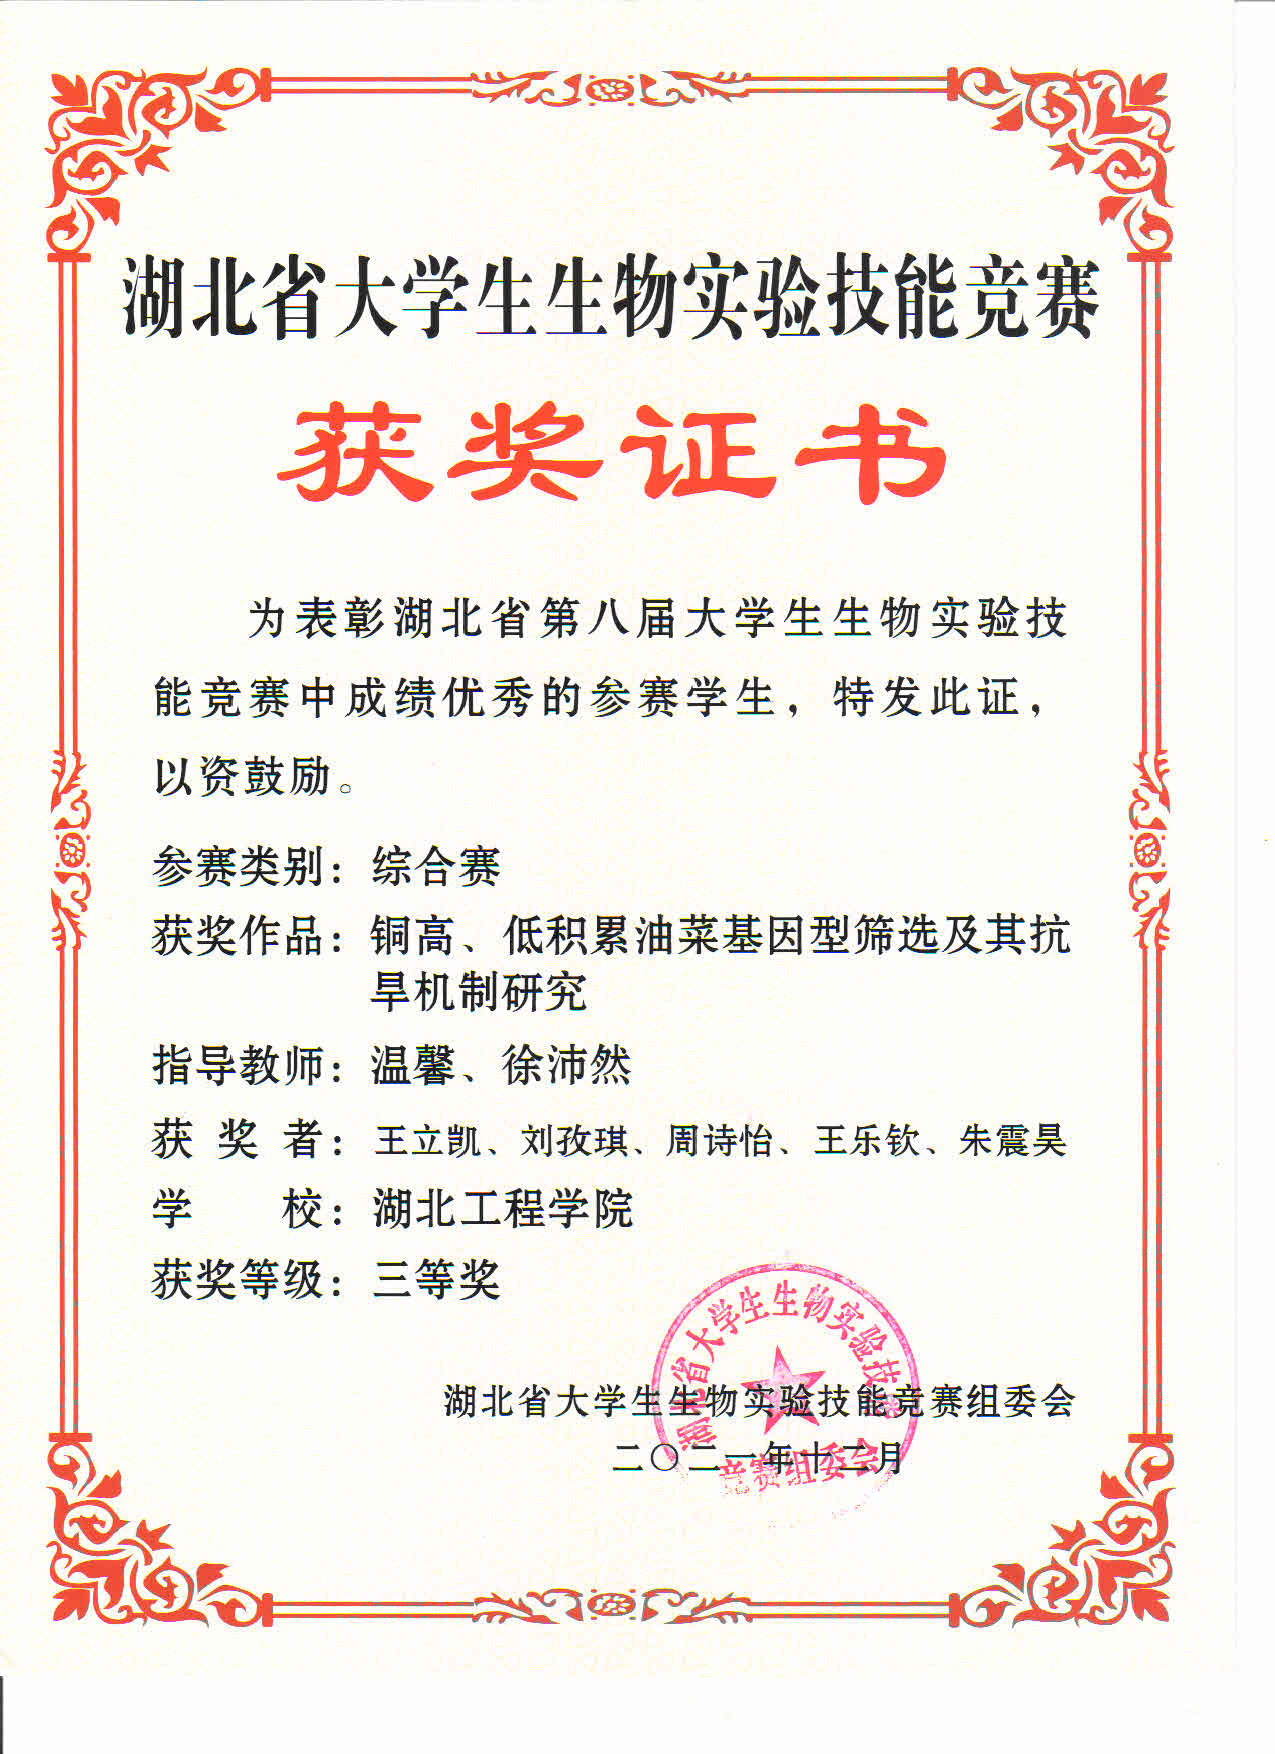 湖北省大学生生物实验技能竞赛
获奖证书
为表彰湖北省第八届大学生生物实验技
能竞赛中成绩优秀的参赛学生，特发此证，
以资鼓励。
参赛类别：综合赛
获奖作品：铜高、低积累油菜基因型筛选及其抗
旱机制研究
指导教师：温馨、徐沛然
获奖者：王立凯、刘孜琪、周诗怡、王乐钦、朱震昊
学校：湖北工程学院
获奖等级：三等奖
湖北省大学生生物实验技能竞赛组委会
二〇二一年十二月
湖北省大学生生物实验技能
竞赛组委会